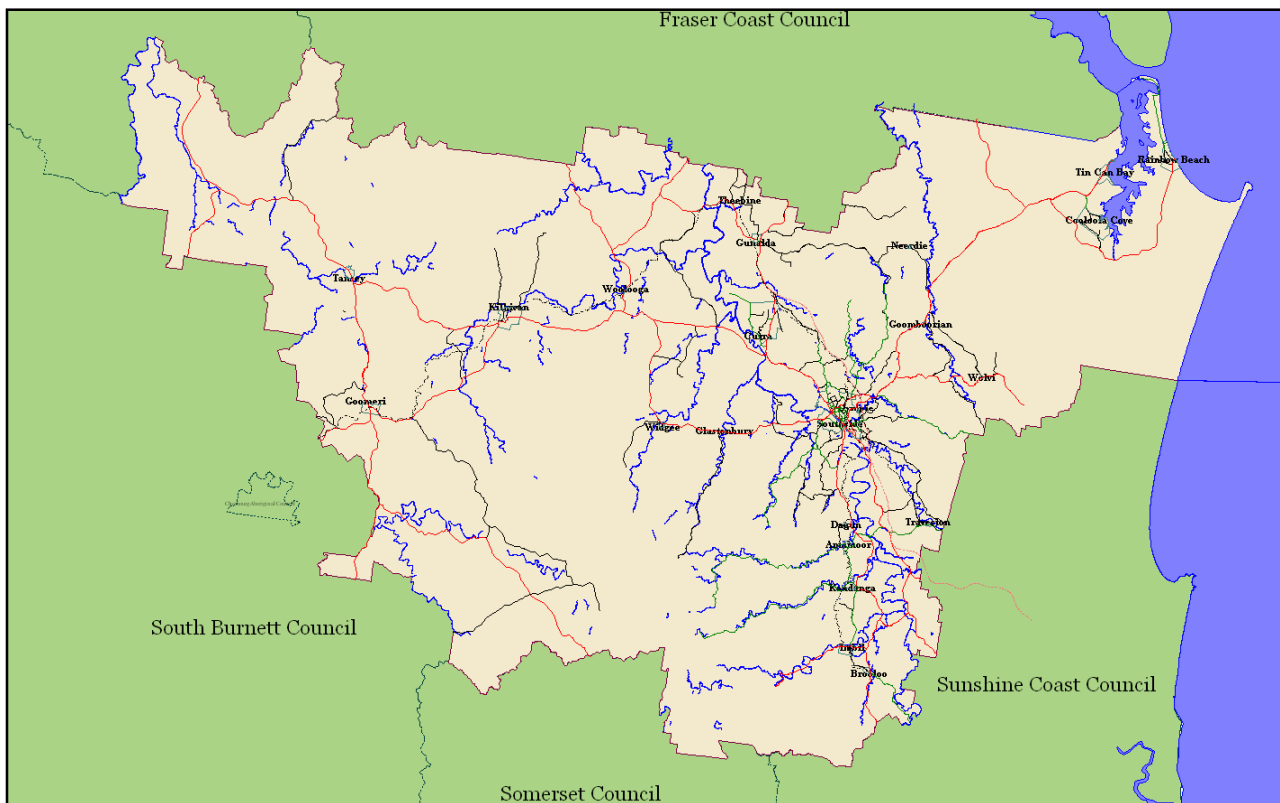 Fraser Coast Council
Rainbow Beach
Tin Can Bay
Theebine
Cooloola Cove
Gunalda
Neerdie
Tansey
Woolooga
Kilkivan
Goomboorian
Curra
Wolvi
Goomeri
Gympie
Southside
Widgee
Glastonbury
Dagun
Traveston
Amamoor
Kandanga
South Burnett Council
Imbil
Brooloo
Sunshine Coast Council
Somerset Council